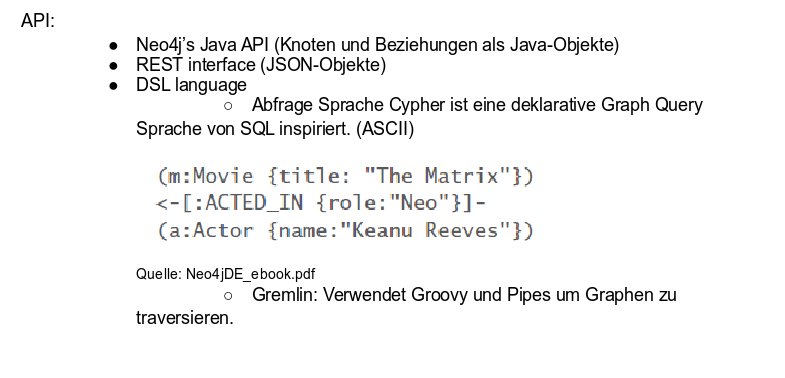 API:
● Neo4j's Java API (Knoten und Beziehungen als Java-Objekte)
● REST interface (JSON-Objekte)
● DSL language
○ Abfrage Sprache Cypher ist eine deklarative Graph Query
Sprache von SQL inspiriert. (ASCII)
(m:Movie {title: "The Matrix"})
<-[:ACTED_IN {role:"Neo"}]-
(a:Actor {name:"Keanu Reeves"})
Quelle: Neo4jDE_ebook.pdf
○ Gremlin: Verwendet Groovy und Pipes um Graphen zu
traversieren.